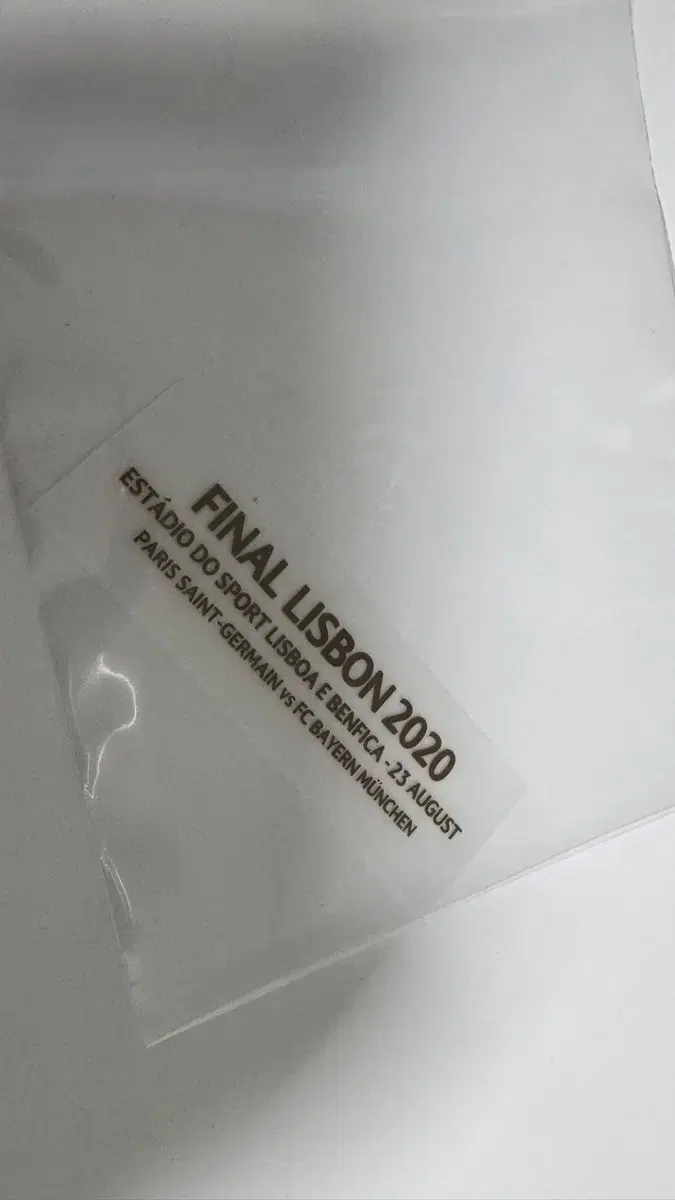 FINAL LISBON 2020
ESTÁDIO DO SPORT LISBOA E BENFICA - 23 AUGUST
PARIS SAINT-GERMAIN vs FC BAYERN MÜNCHEN